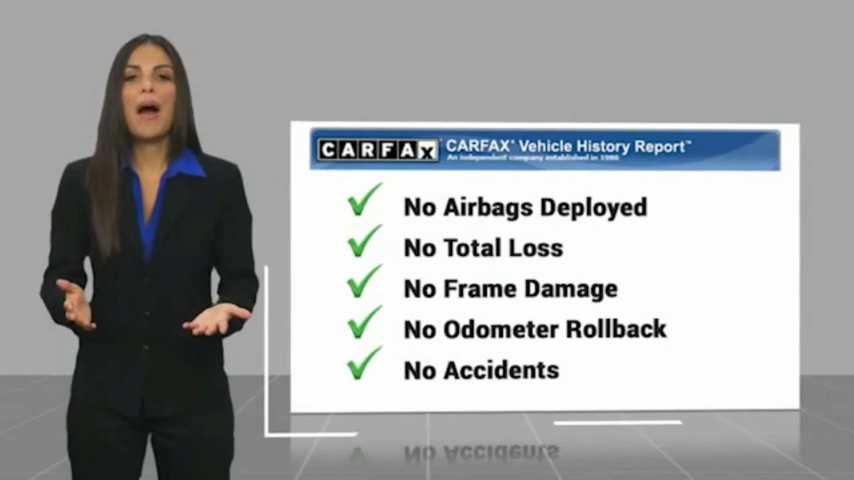 CARFAX CARFAX® Vehicle History Report™
An independent company established in 1986
No Airbags Deployed
No Total Loss
No Frame Damage
No Odometer Rollback
No Accidents
No Accidents